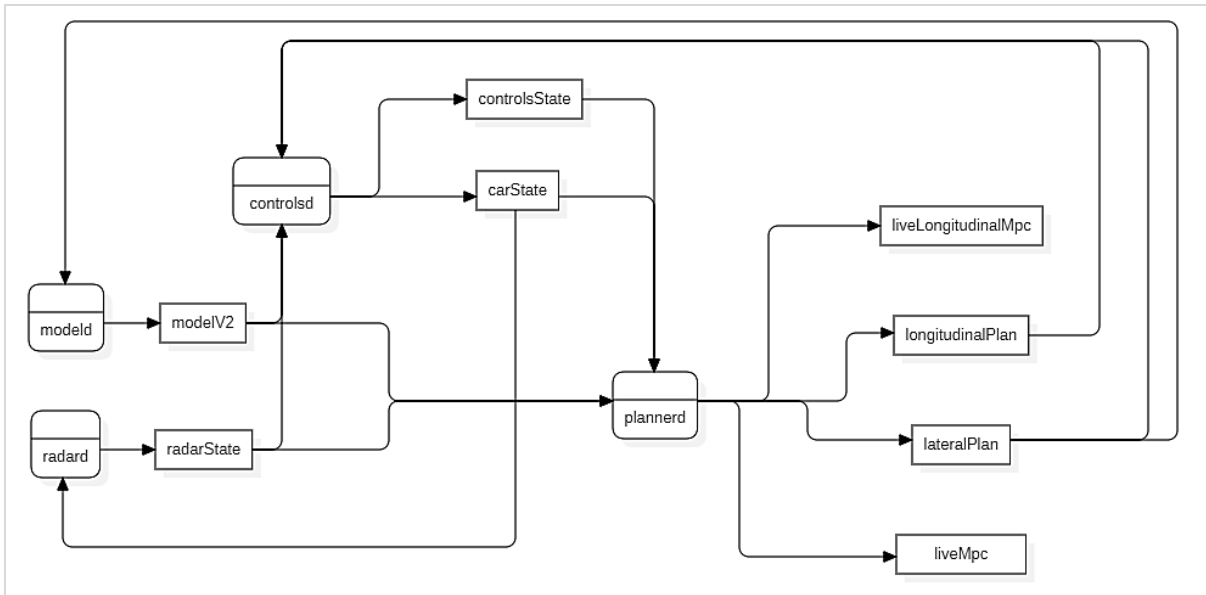 controlsState
controlsd
carState
liveLongitudinalMpc
modeld
modelV2
longitudinalPlan
plannerd
radard
radarState
lateralPlan
liveMpc